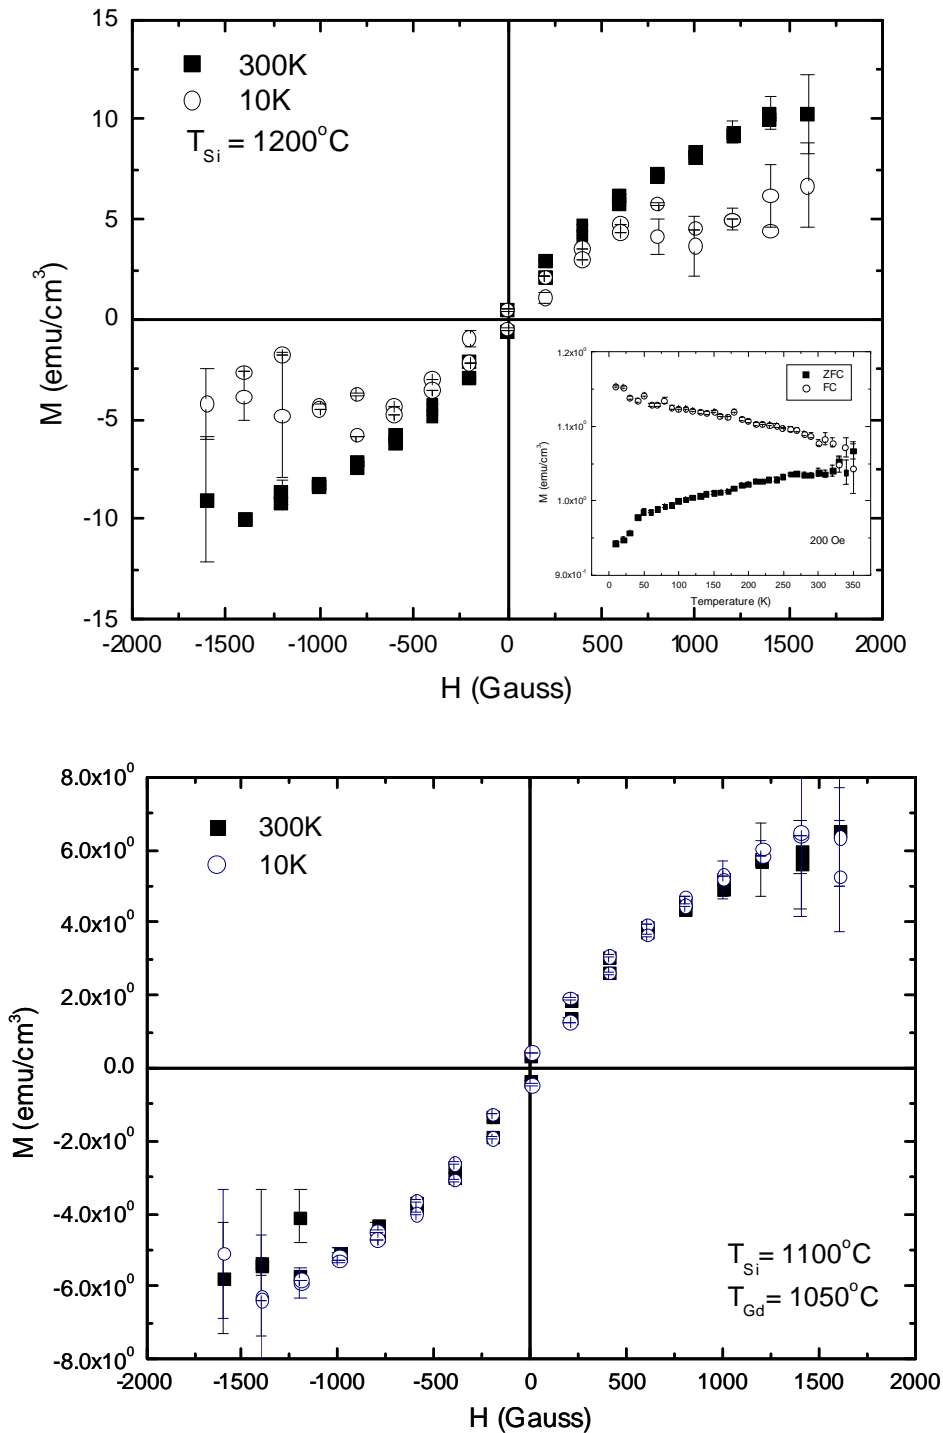 15
10
5
0
-5
-10
-15
M (emu/cm³)
300K
10K
T_Si = 1200°C
-2000 -1500 -1000 -500 0 500 1000 1500 2000
H (Gauss)
1.2x10⁰
1.1x10⁰
1.0x10⁰
9.0x10⁻¹
M (emu/cm³)
ZFC
FC
200 Oe
0 50 100 150 200 250 300 350
Temperature (K)
8.0x10⁰
6.0x10⁰
4.0x10⁰
2.0x10⁰
0.0
-2.0x10⁰
-4.0x10⁰
-6.0x10⁰
-8.0x10⁰
M (emu/cm³)
300K
10K
T_Si = 1100°C
T_Gd = 1050°C
-2000 -1500 -1000 -500 0 500 1000 1500 2000
H (Gauss)